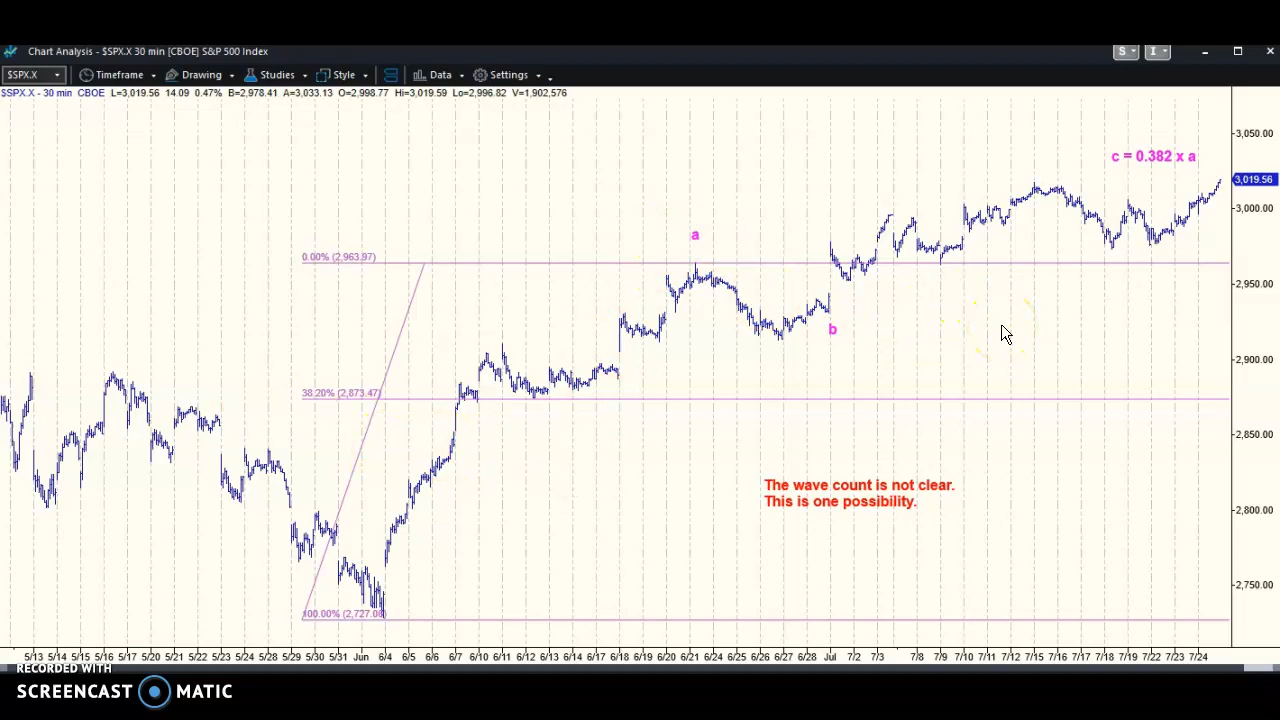 Chart Analysis - $SPX.X 30 min [CBOE] S&P 500 Index
S
I
$SPX.X
Timeframe
Drawing
Studies
Style
Data
Settings
$SPX.X - 30 min CBOE L=3,019.56 14.09 0.47% B=2,978.41 A=3,033.13 O=2,998.77 Hi=3,019.59 Lo=2,996.82 V=1,902,576
3,050.00
c = 0.382 x a
3,019.56
3,000.00
a
0.00% (2,963.97)
2,950.00
b
2,900.00
38.20% (2,873.47)
2,850.00
The wave count is not clear.
This is one possibility.
2,800.00
2,750.00
100.00% (2,727.08)
5/13 5/14 5/15 5/16 5/17 5/20 5/21 5/22 5/23 5/24 5/28 5/29 5/30 5/31 Jun 6/4 6/5 6/6 6/7 6/10 6/11 6/12 6/13 6/14 6/17 6/18 6/19 6/20 6/21 6/24 6/25 6/26 6/27 6/28 Jul 7/2 7/3 7/8 7/9 7/10 7/11 7/12 7/15 7/16 7/17 7/18 7/19 7/22 7/23 7/24
RECORDED WITH
SCREENCAST MATIC